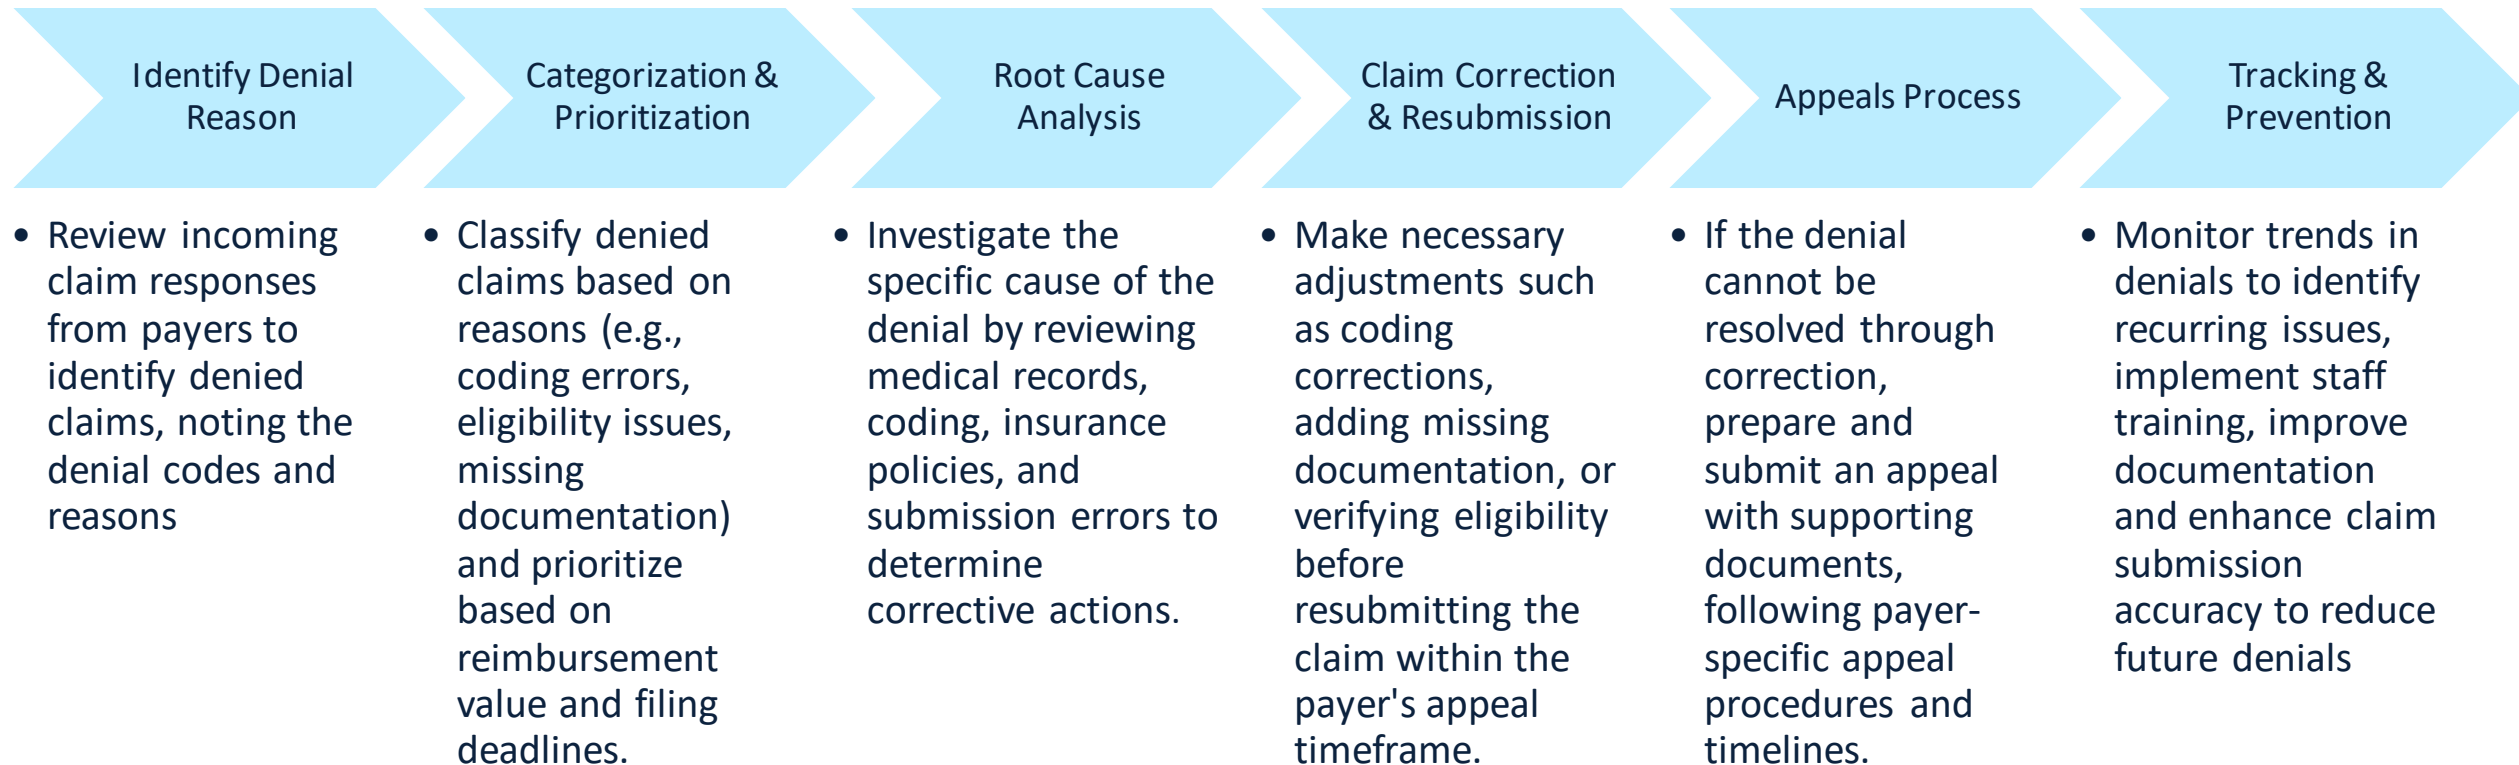 Identify Denial
Reason
Categorization &
Prioritization
Root Cause
Analysis
Claim Correction
& Resubmission
Appeals Process
Tracking &
Prevention
• Review incoming
claim responses
from payers to
identify denied
claims, noting the
denial codes and
reasons
• Classify denied
claims based on
reasons (e.g.,
coding errors,
eligibility issues,
missing
documentation)
and prioritize
based on
reimbursement
value and filing
deadlines.
• Investigate the
specific cause of the
denial by reviewing
medical records,
coding, insurance
policies, and
submission errors to
determine
corrective actions.
• Make necessary
adjustments such
as coding
corrections,
adding missing
documentation, or
verifying eligibility
before
resubmitting the
claim within the
payer's appeal
timeframe.
• If the denial
cannot be
resolved through
correction,
prepare and
submit an appeal
with supporting
documents,
following payer-
specific appeal
procedures and
timelines.
• Monitor trends in
denials to identify
recurring issues,
implement staff
training, improve
documentation
and enhance claim
submission
accuracy to reduce
future denials